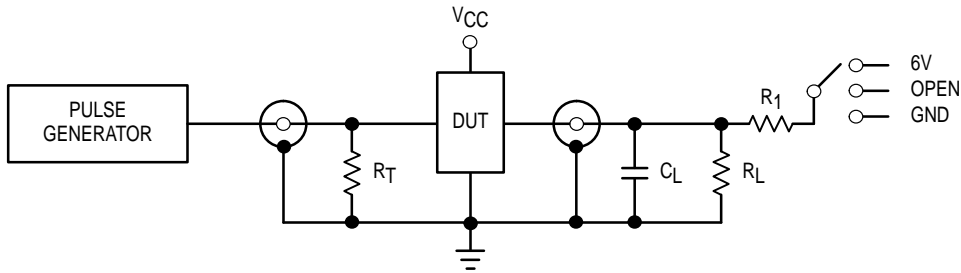 VCC
PULSE
GENERATOR
DUT
RT
CL
RL
R1
6V
OPEN
GND